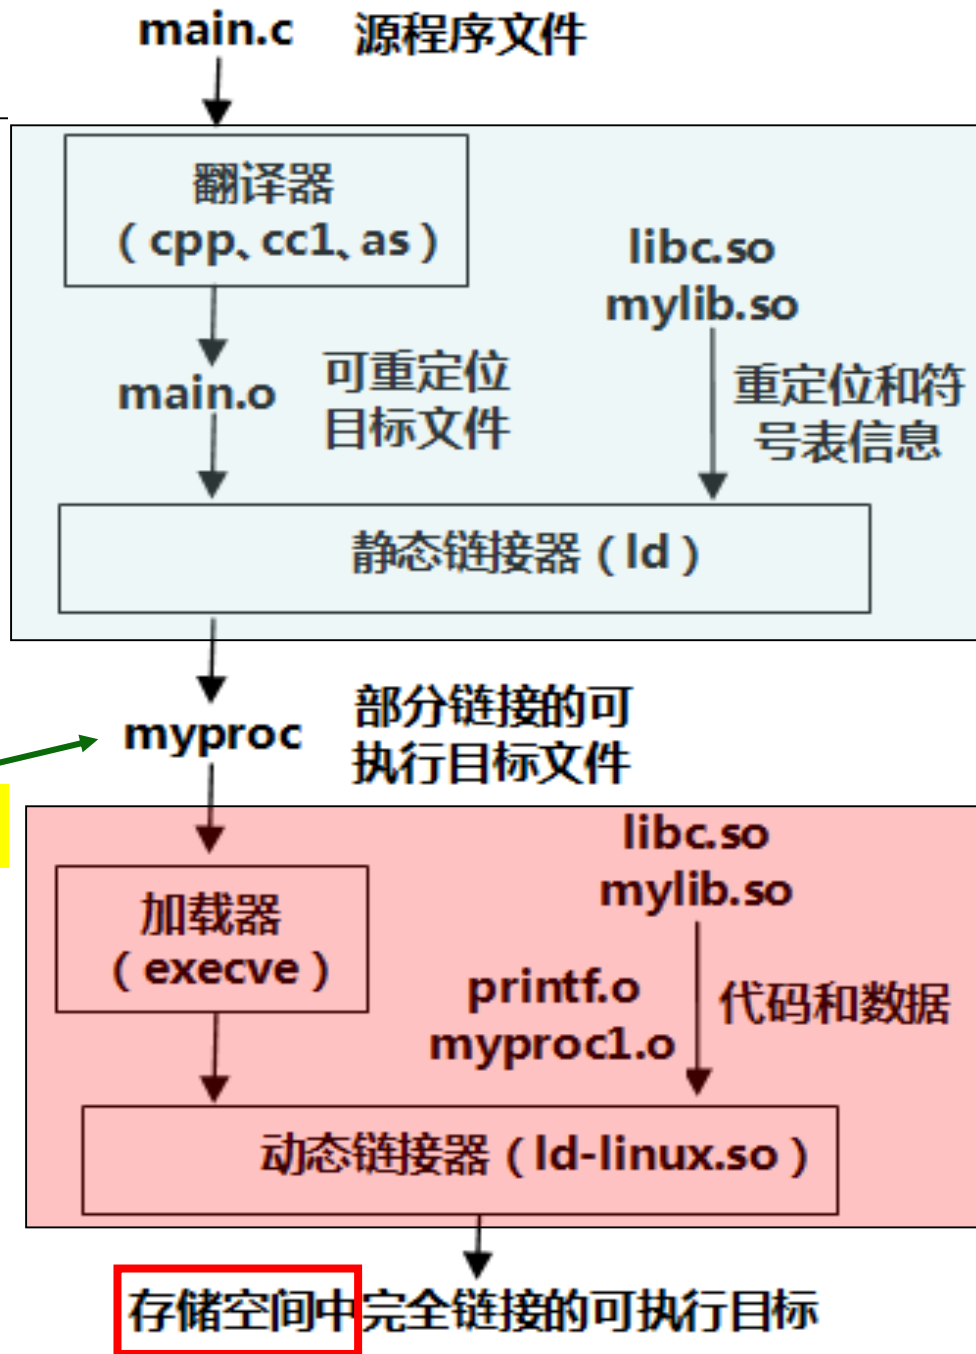 main.c 源程序文件
翻译器
（cpp、cc1、as）
libc.so
mylib.so
main.o
可重定位
目标文件
重定位和符
号表信息
静态链接器（ld）
myproc
部分链接的可
执行目标文件
libc.so
mylib.so
加载器
（execve）
printf.o
myproc1.o
代码和数据
动态链接器（ld-linux.so）
存储空间中完全链接的可执行目标